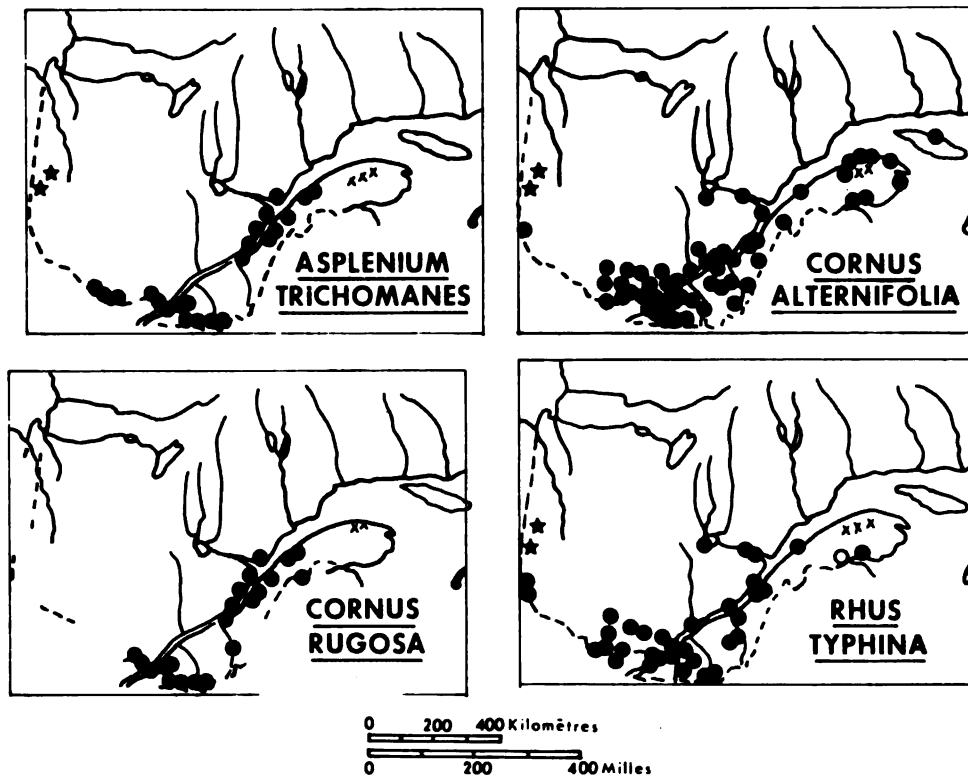 ASPLENIUM
TRICHOMANES
CORNUS
ALTERNIFOLIA
CORNUS
RUGOSA
RHUS
TYPHINA
0 200 400 Kilomètres
0 200 400 Milles